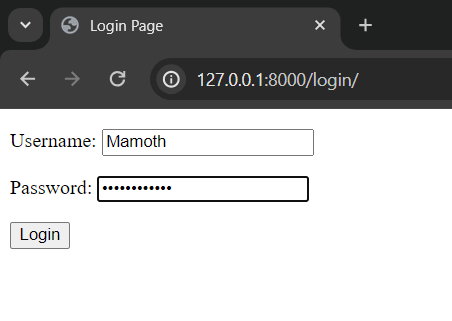 Login Page
127.0.0.1:8000/login/
Username: Mamoth
Password: ••••••••••••
Login